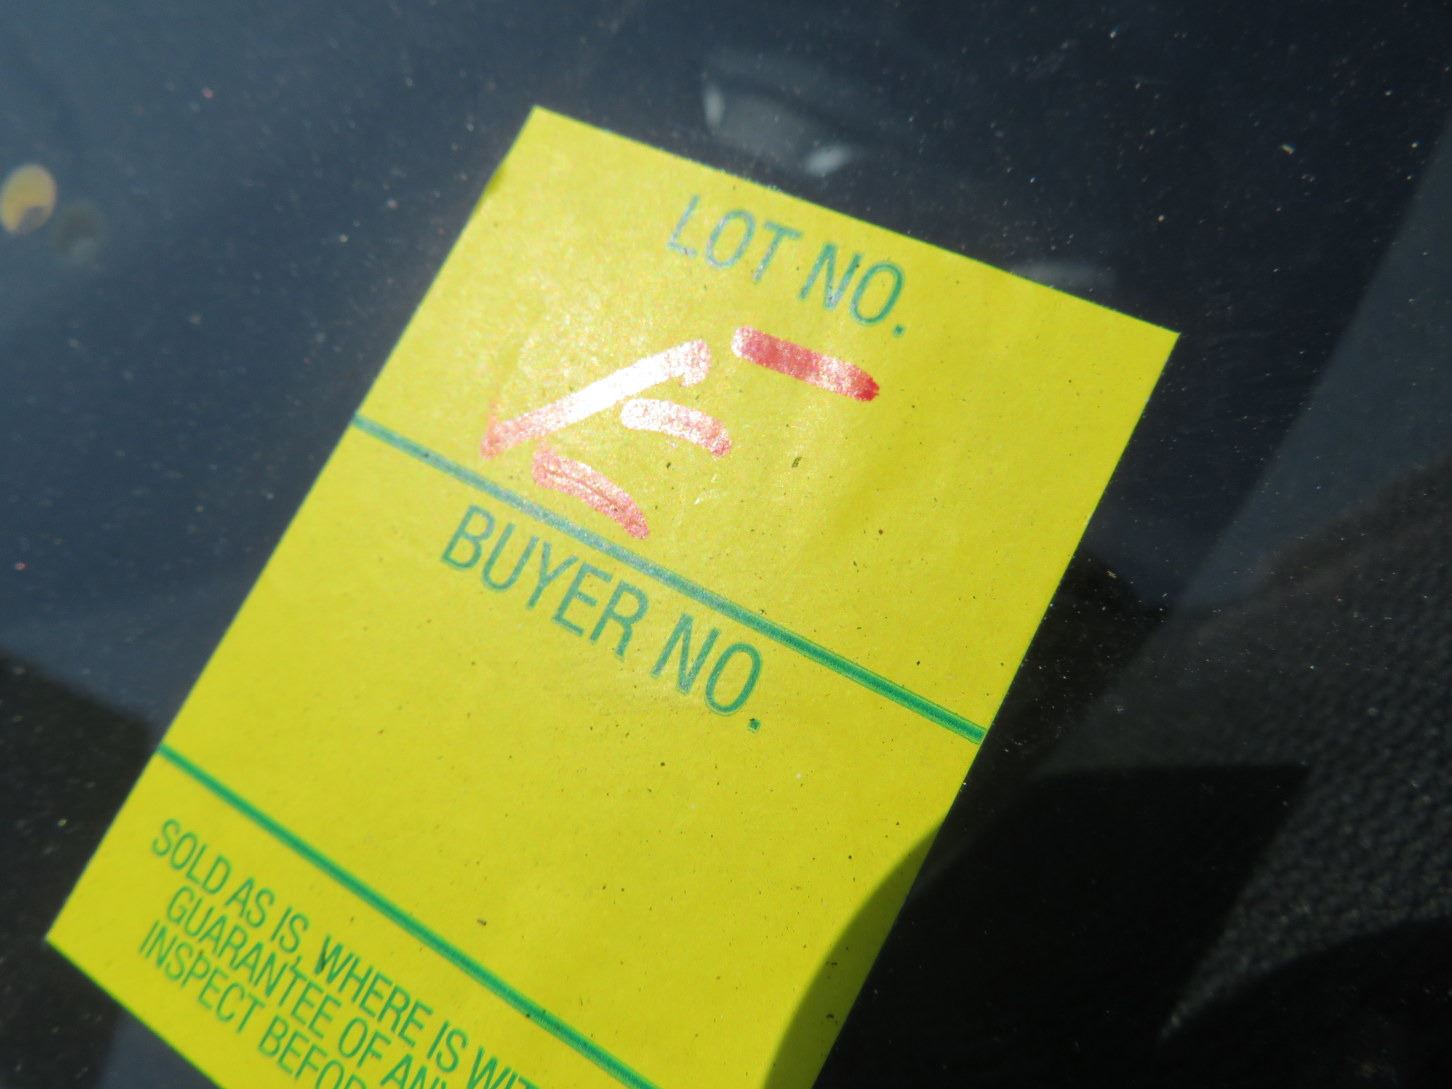 LOT NO.
E
BUYER NO.
SOLD AS IS, WHERE IS
GUARANTEE OF
INSPECT